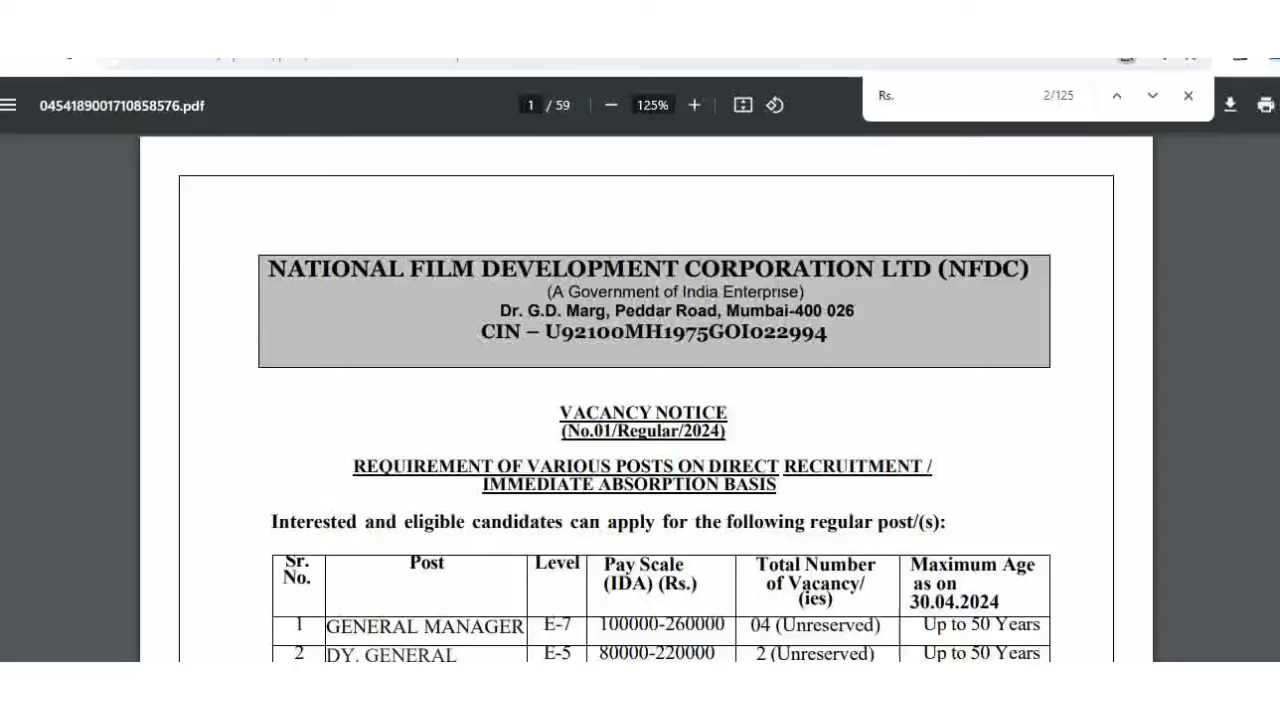 0454189001710858576.pdf
1 / 59
125%
Rs.
2/125
NATIONAL FILM DEVELOPMENT CORPORATION LTD (NFDC)
(A Government of India Enterprise)
Dr. G.D. Marg, Peddar Road, Mumbai-400 026
CIN – U92100MH1975GOI022994
VACANCY NOTICE
(No.01/Regular/2024)
REQUIREMENT OF VARIOUS POSTS ON DIRECT RECRUITMENT /
IMMEDIATE ABSORPTION BASIS
Interested and eligible candidates can apply for the following regular post/(s):
Sr. No. Post Level Pay Scale (IDA) (Rs.) Total Number of Vacancy/ (ies) Maximum Age as on 30.04.2024
1 GENERAL MANAGER E-7 100000-260000 04 (Unreserved) Up to 50 Years
2 DY. GENERAL E-5 80000-220000 2 (Unreserved) Up to 50 Years